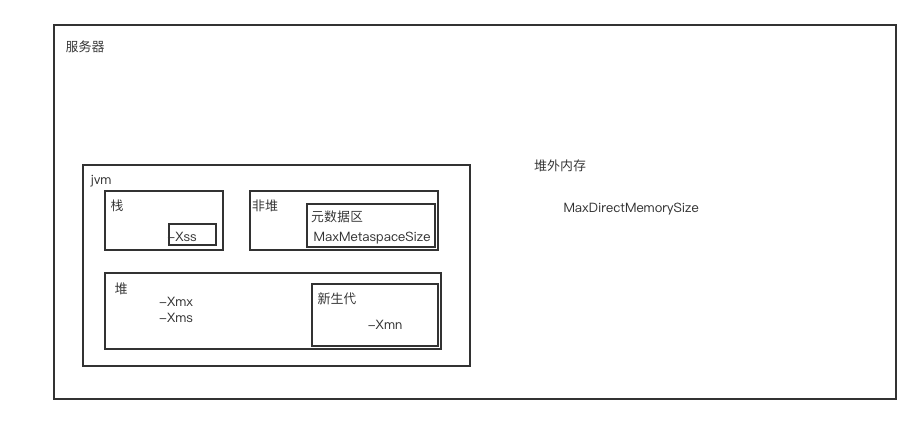 服务器
堆外内存
MaxDirectMemorySize
jvm
栈
-Xss
非堆
元数据区
MaxMetaspaceSize
堆
-Xmx
-Xms
新生代
-Xmn